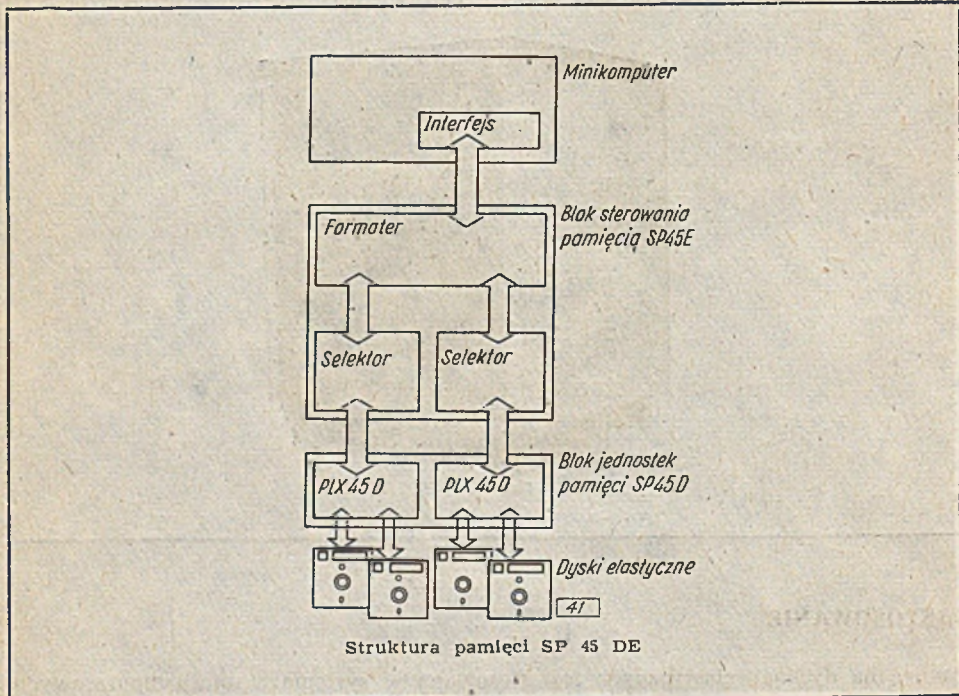 Minikomputer
Interfejs
Formater
Blok sterowania
pamięcią SP45E
Selektor
Selektor
Blok jednostek
pamięci SP45D
PLX 45 D
PLX 45 D
Dyski elastyczne
41
Struktura pamięci SP 45 DE